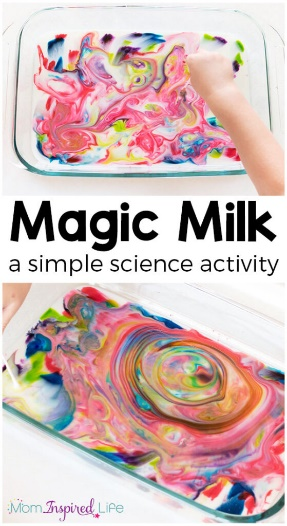 Magic Milk
a simple science activity
Mom Inspired Life